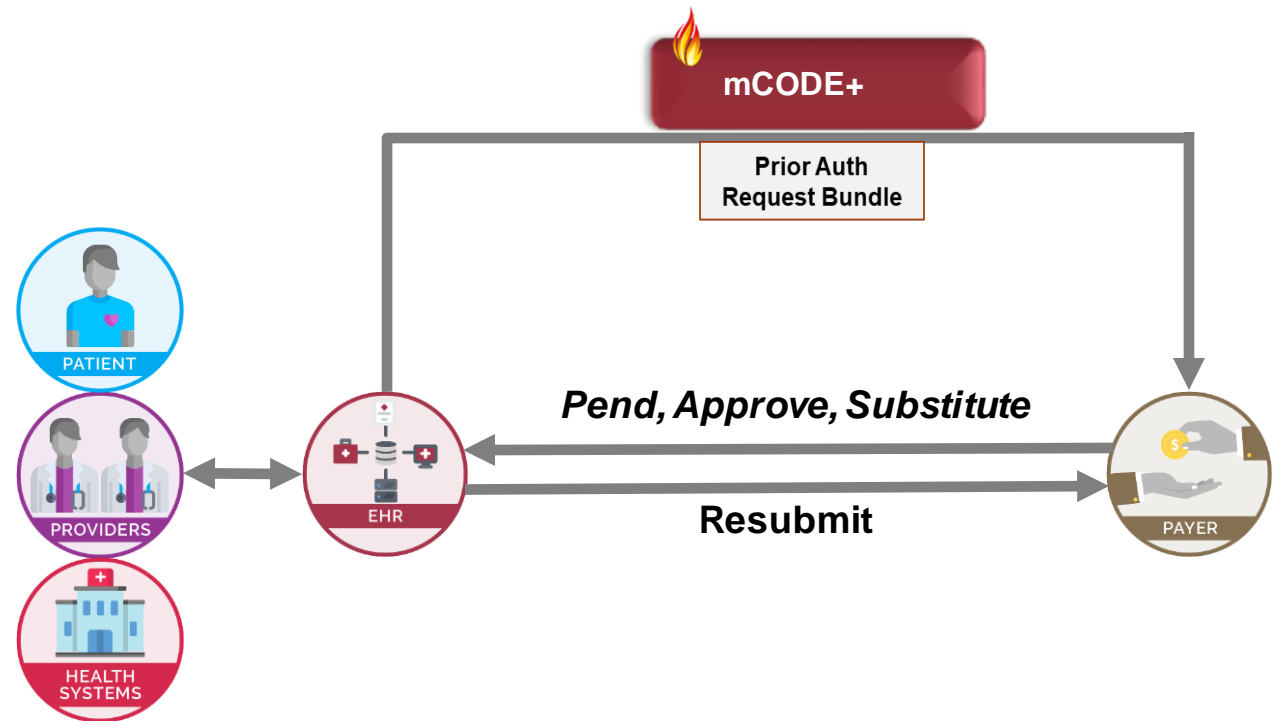 mCODE+
Prior Auth
Request Bundle
PATIENT
Pend, Approve, Substitute
$
PROVIDERS
EHR
Resubmit
PAYER
HEALTH
SYSTEMS